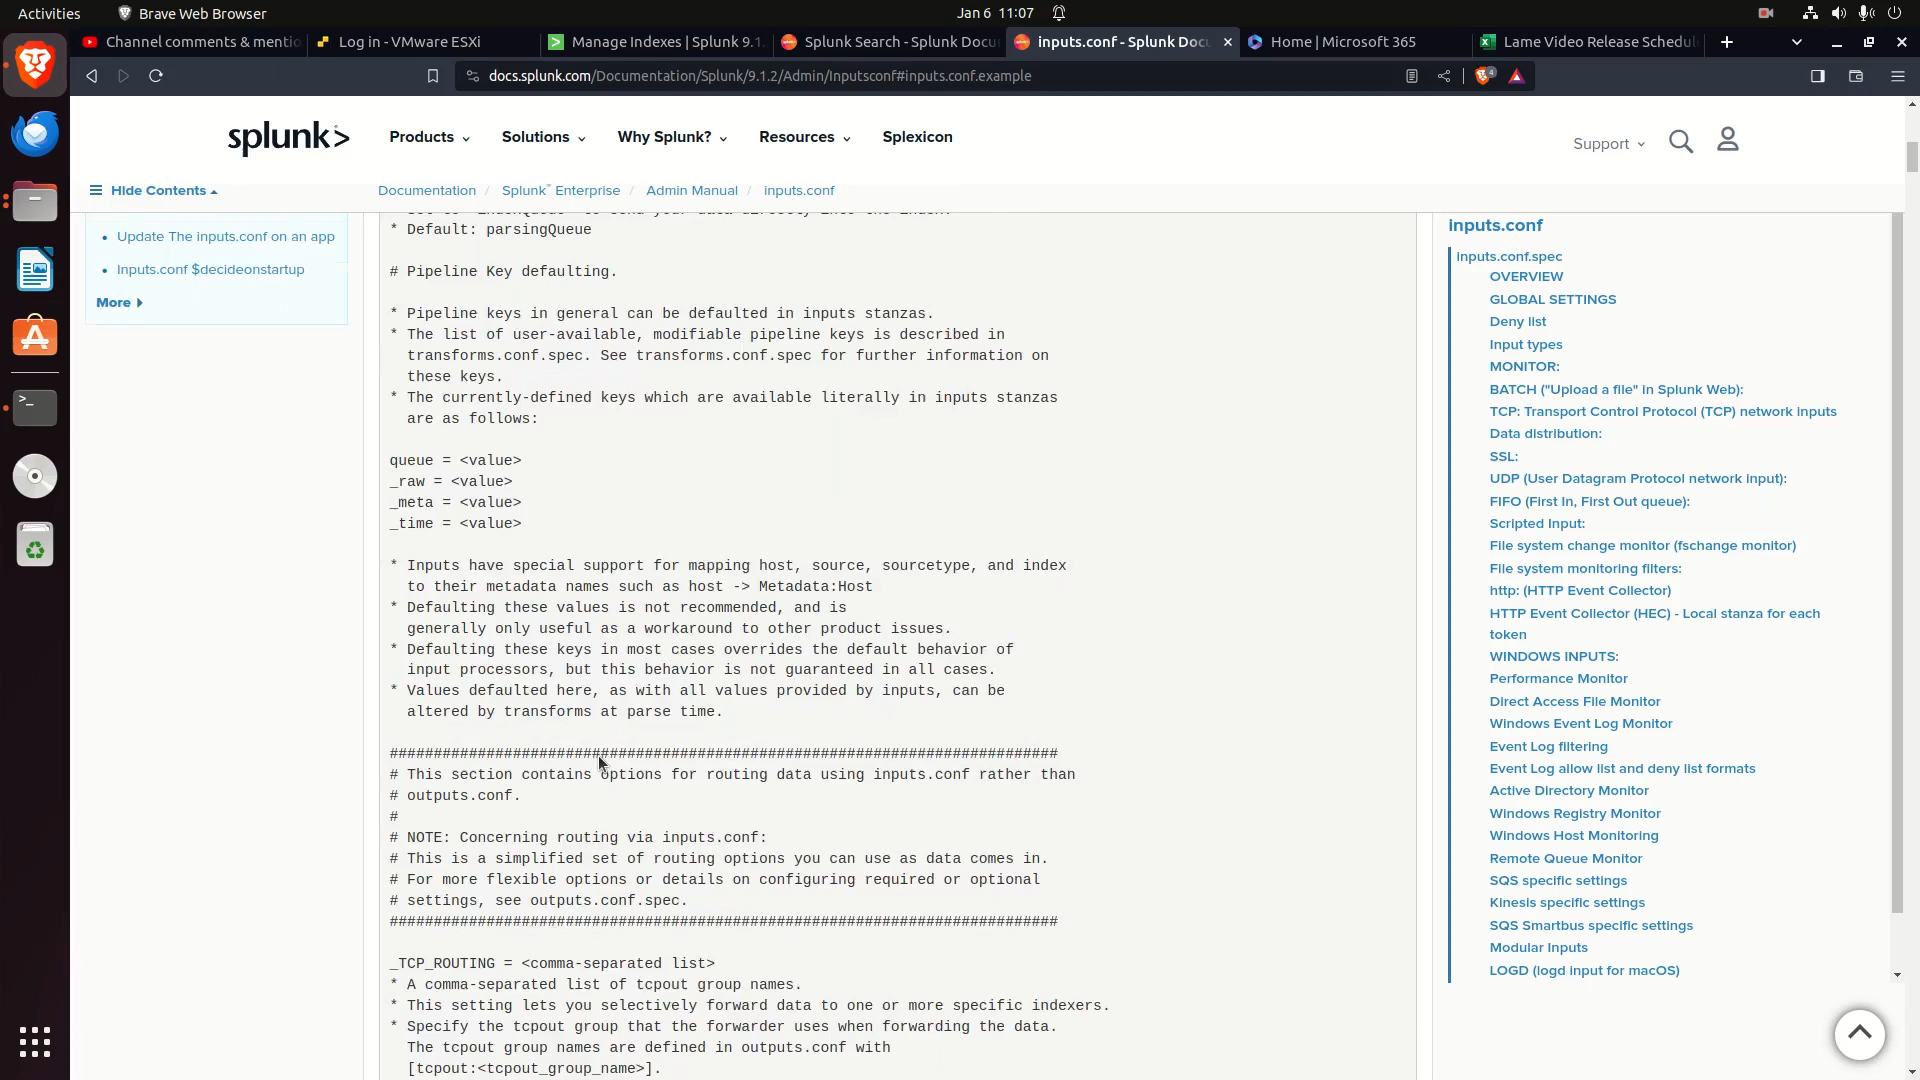 Activities
Brave Web Browser
Jan 6 11:07
Channel comments & mentio
Log in - VMware ESXi
Manage Indexes | Splunk 9.1.
Splunk Search - Splunk Docu
inputs.conf - Splunk Doc
Home | Microsoft 365
Lame Video Release Schedul
docs.splunk.com/Documentation/Splunk/9.1.2/Admin/Inputsconf#inputs.conf.example
4
splunk>
Products
Solutions
Why Splunk?
Resources
Splexicon
Support
Hide Contents
Documentation / Splunk® Enterprise / Admin Manual / inputs.conf
Update The inputs.conf on an app
Inputs.conf $decideonstartup
More
* Set to "indexQueue" to send your data directly into the index.
* Default: parsingQueue
# Pipeline Key defaulting.
* Pipeline keys in general can be defaulted in inputs stanzas.
* The list of user-available, modifiable pipeline keys is described in
transforms.conf.spec. See transforms.conf.spec for further information on
these keys.
* The currently-defined keys which are available literally in inputs stanzas
are as follows:
queue = <value>
_raw = <value>
_meta = <value>
_time = <value>
* Inputs have special support for mapping host, source, sourcetype, and index
to their metadata names such as host -> Metadata:Host
* Defaulting these values is not recommended, and is
generally only useful as a workaround to other product issues.
* Defaulting these keys in most cases overrides the default behavior of
input processors, but this behavior is not guaranteed in all cases.
* Values defaulted here, as with all values provided by inputs, can be
altered by transforms at parse time.
############################################################################
# This section contains options for routing data using inputs.conf rather than
# outputs.conf.
#
# NOTE: Concerning routing via inputs.conf:
# This is a simplified set of routing options you can use as data comes in.
# For more flexible options or details on configuring required or optional
# settings, see outputs.conf.spec.
############################################################################
_TCP_ROUTING = <comma-separated list>
* A comma-separated list of tcpout group names.
* This setting lets you selectively forward data to one or more specific indexers.
* Specify the tcpout group that the forwarder uses when forwarding the data.
The tcpout group names are defined in outputs.conf with
[tcpout:<tcpout_group_name>].
inputs.conf
inputs.conf.spec
OVERVIEW
GLOBAL SETTINGS
Deny list
Input types
MONITOR:
BATCH ("Upload a file" in Splunk Web):
TCP: Transport Control Protocol (TCP) network inputs
Data distribution:
SSL:
UDP (User Datagram Protocol network input):
FIFO (First In, First Out queue):
Scripted Input:
File system change monitor (fschange monitor)
File system monitoring filters:
http: (HTTP Event Collector)
HTTP Event Collector (HEC) - Local stanza for each
token
WINDOWS INPUTS:
Performance Monitor
Direct Access File Monitor
Windows Event Log Monitor
Event Log filtering
Event Log allow list and deny list formats
Active Directory Monitor
Windows Registry Monitor
Windows Host Monitoring
Remote Queue Monitor
SQS specific settings
Kinesis specific settings
SQS Smartbus specific settings
Modular Inputs
LOGD (logd input for macOS)